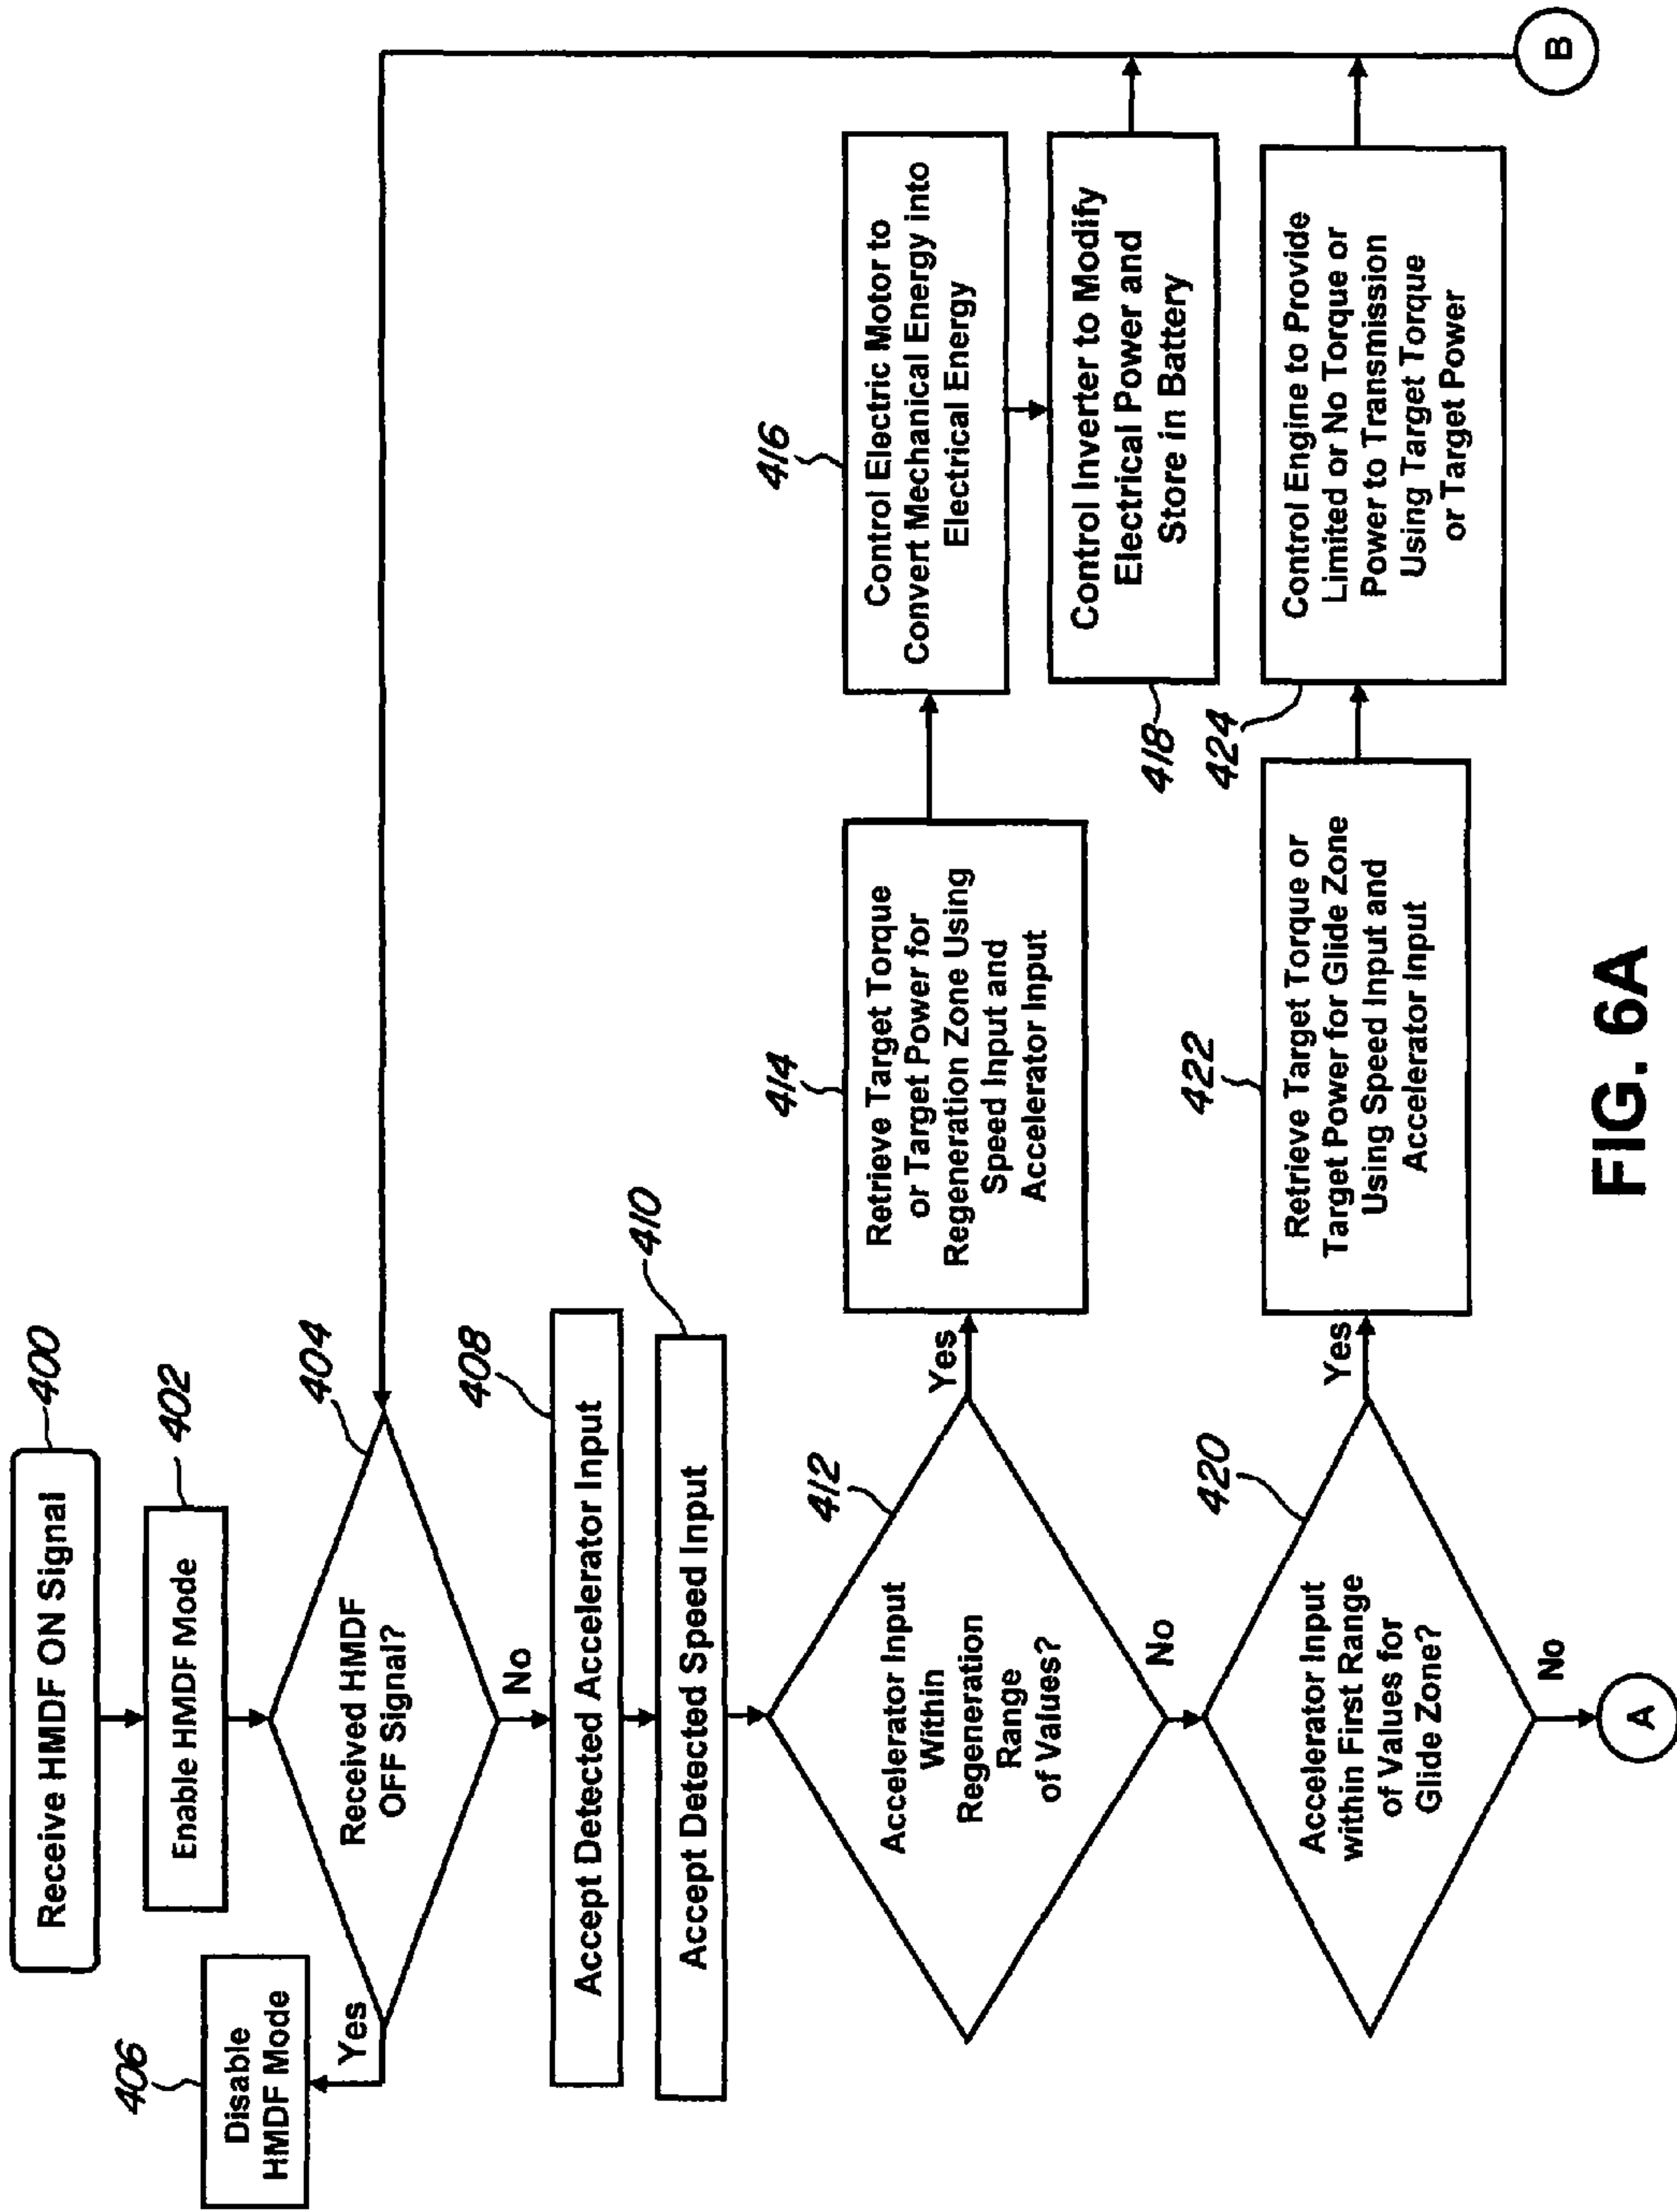 400
Receive HMDF ON Signal
402
Enable HMDF Mode
404
Received HMDF
OFF Signal?
Yes
406
Disable
HMDF Mode
No
408
Accept Detected Accelerator Input
410
Accept Detected Speed Input
412
Accelerator Input
Within
Regeneration
Range
of Values?
Yes
414
Retrieve Target Torque
or Target Power for
Regeneration Zone Using
Speed Input and
Accelerator Input
416
Control Electric Motor to
Convert Mechanical Energy into
Electrical Energy
418
Control Inverter to Modify
Electrical Power and
Store in Battery
No
420
Accelerator Input
within First Range
of Values for
Glide Zone?
Yes
422
Retrieve Target Torque or
Target Power for Glide Zone
Using Speed Input and
Accelerator Input
424
Control Engine to Provide
Limited or No Torque or
Power to Transmission
Using Target Torque
or Target Power
No
A
B
FIG. 6A